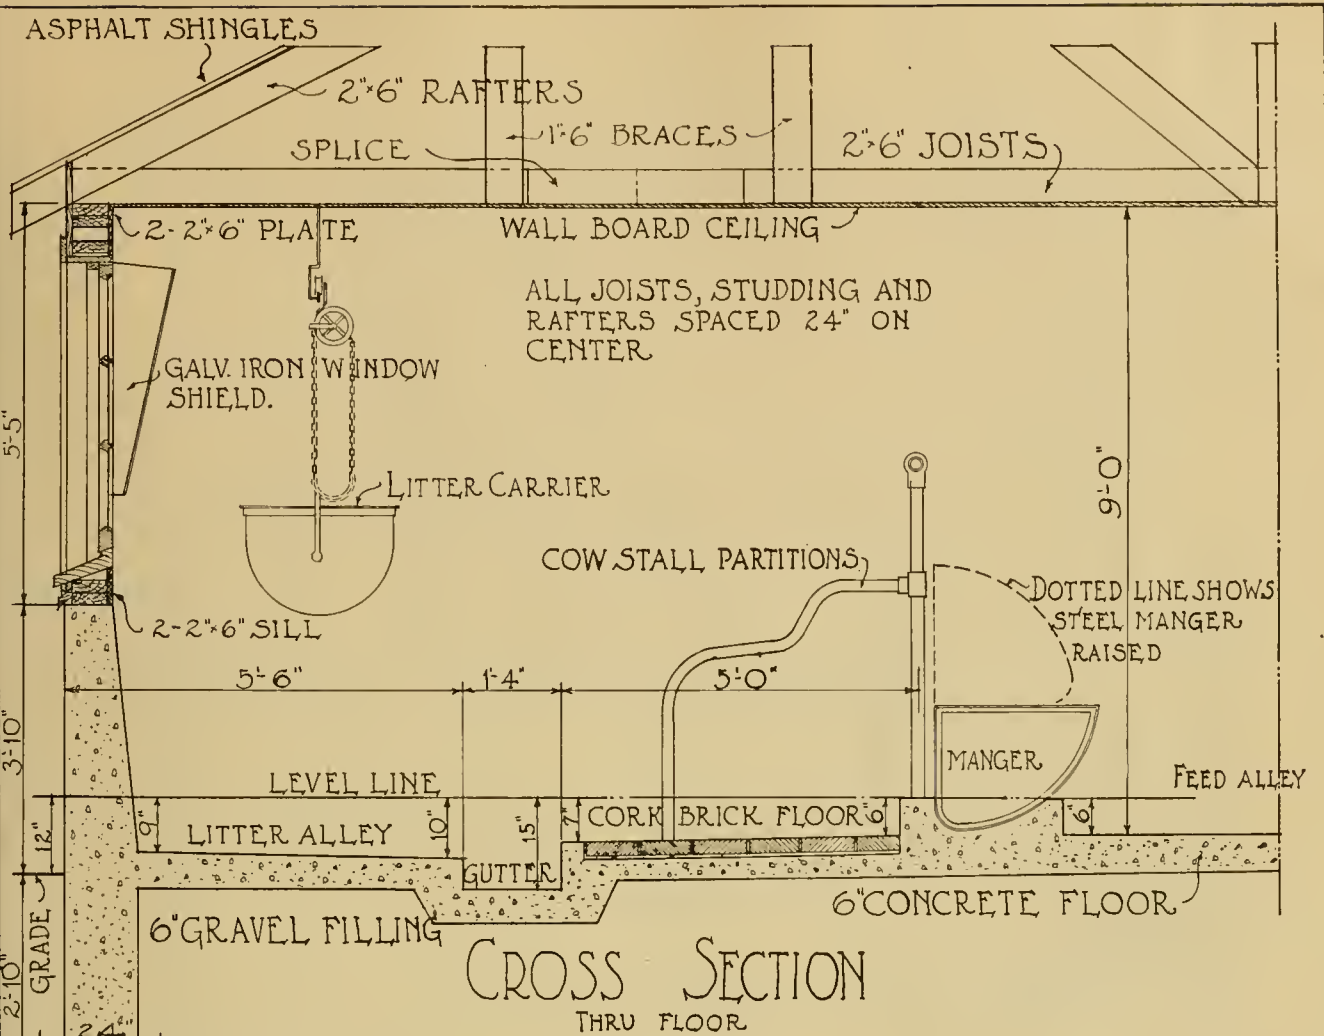 ASPHALT SHINGLES
2"×6" RAFTERS
1"×6" BRACES
SPLICE
2"×6" JOISTS
2-2"×6" PLATE
WALL BOARD CEILING
ALL JOISTS, STUDDING AND
RAFTERS SPACED 24" ON
CENTER
GALV. IRON WINDOW
SHIELD.
5'-5"
LITTER CARRIER
9'-0"
COW STALL PARTITIONS
DOTTED LINE SHOWS
STEEL MANGER
RAISED
2-2"×6" SILL
5'-6"
1'-4"
5'-0"
3'-10"
MANGER
LEVEL LINE
FEED ALLEY
12"
9"
LITTER ALLEY
10"
15"
7"
CORK BRICK FLOOR
6"
6"
GUTTER
6" GRAVEL FILLING
6" CONCRETE FLOOR
GRADE
2'-10"
CROSS SECTION
THRU FLOOR
24"